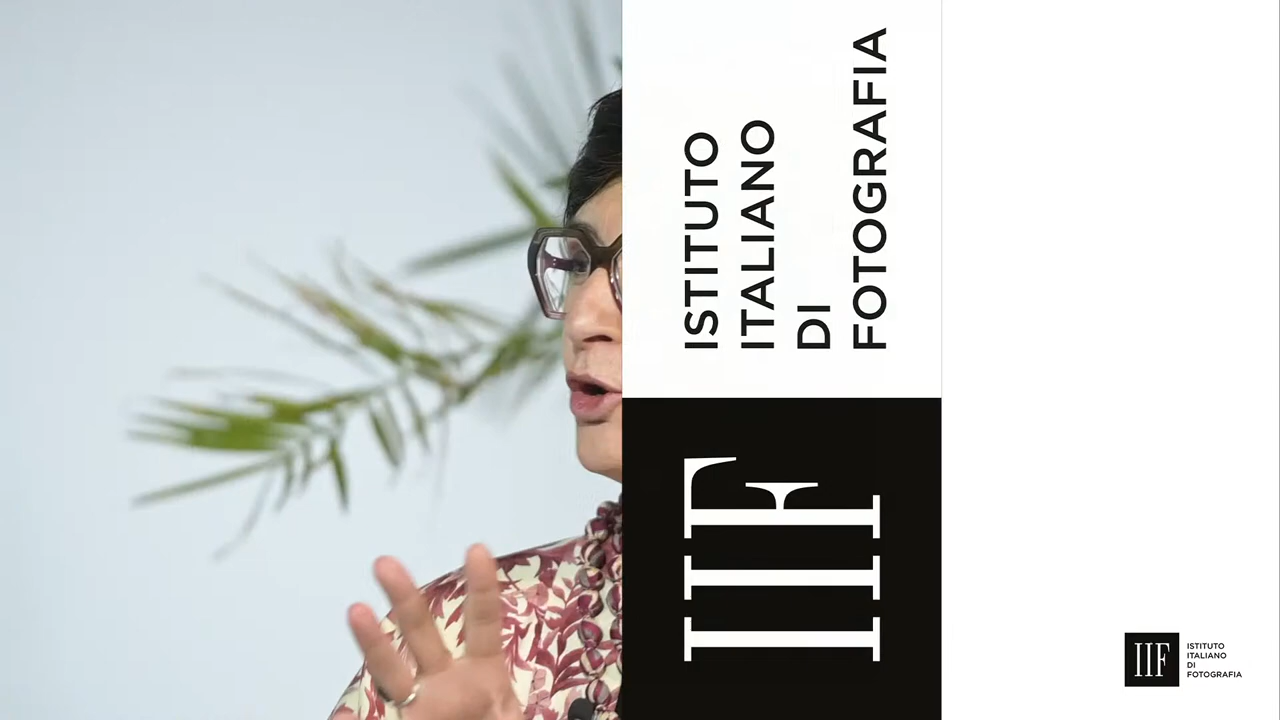 ISTITUTO
ITALIANO
DI
FOTOGRAFIA
IIF
IIF
ISTITUTO
ITALIANO
DI
FOTOGRAFIA